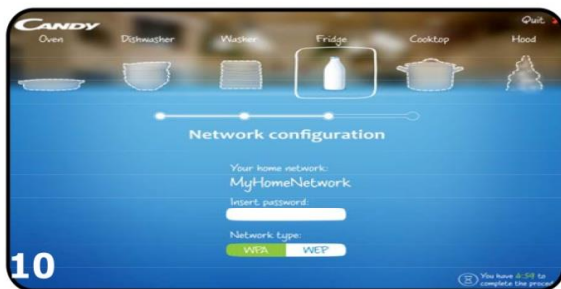 CANDY
Quit
Oven Dishwasher Washer Fridge Cooktop Hood
Network configuration
Your home network:
MyHomeNetwork
Insert password:
Network type:
WPA WEP
10
You have 4:59 to
complete the proced